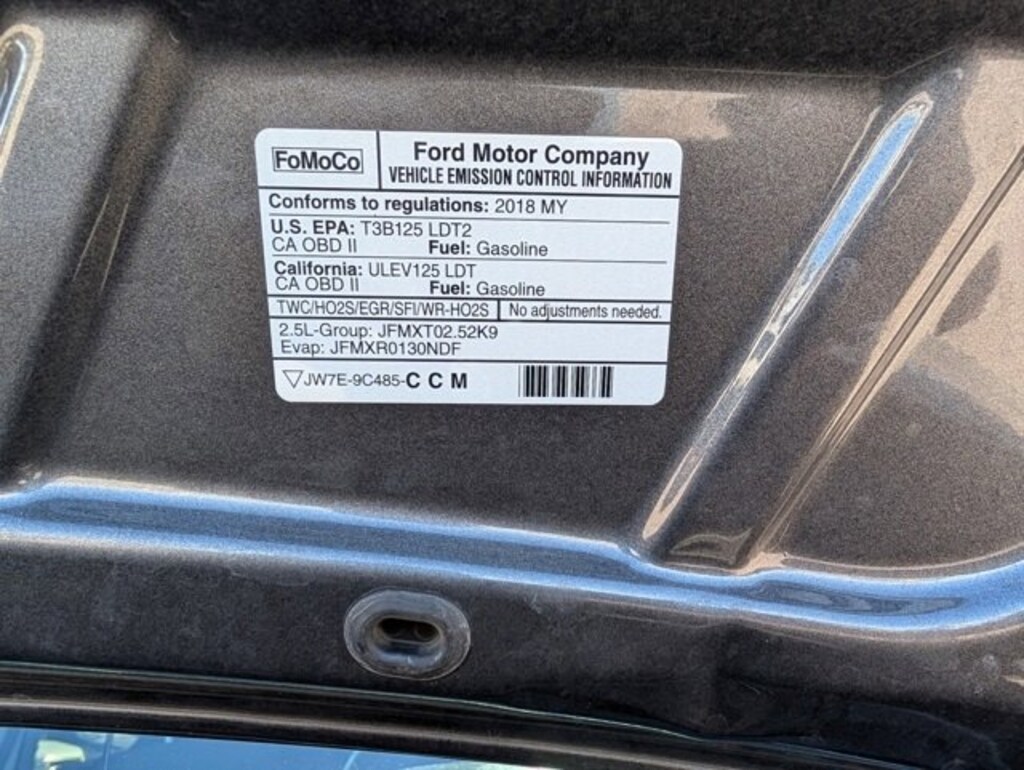 FoMoCo
Ford Motor Company
VEHICLE EMISSION CONTROL INFORMATION
Conforms to regulations: 2018 MY
U.S. EPA: T3B125 LDT2
CA OBD II Fuel: Gasoline
California: ULEV125 LDT
CA OBD II Fuel: Gasoline
TWC/HO2S/EGR/SFI/WR-HO2S No adjustments needed.
2.5L-Group: JFMXT02.52K9
Evap: JFMXR0130NDF
JW7E-9C485-C C M